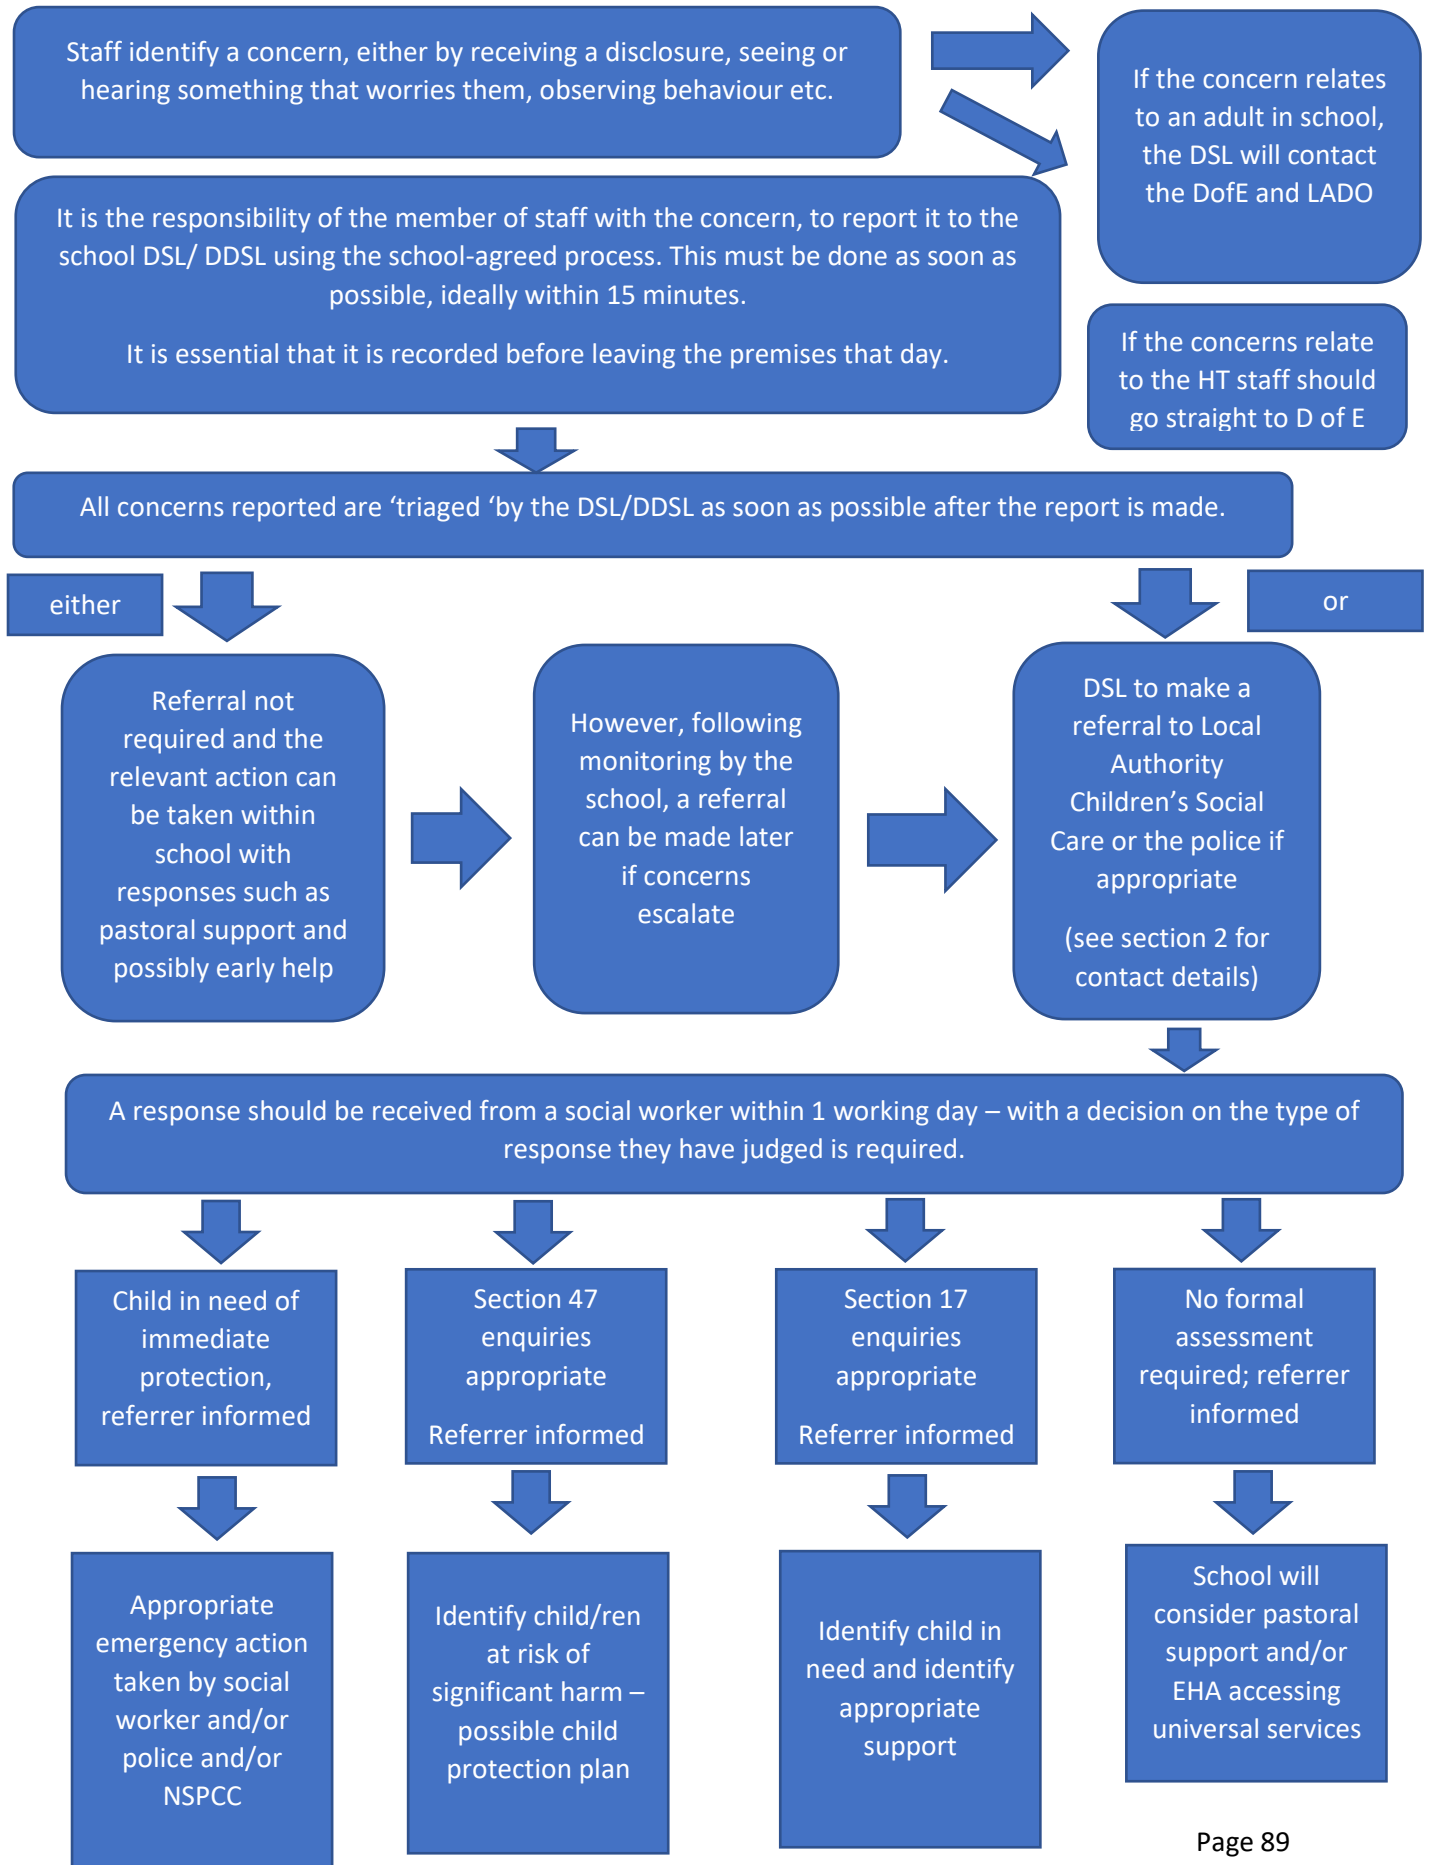 Staff identify a concern, either by receiving a disclosure, seeing or
hearing something that worries them, observing behaviour etc.
If the concern relates
to an adult in school,
the DSL will contact
the DofE and LADO
It is the responsibility of the member of staff with the concern, to report it to the
school DSL/ DDSL using the school-agreed process. This must be done as soon as
possible, ideally within 15 minutes.
It is essential that it is recorded before leaving the premises that day.
If the concerns relate
to the HT staff should
go straight to D of E
All concerns reported are ‘triaged ‘by the DSL/DDSL as soon as possible after the report is made.
either
or
Referral not
required and the
relevant action can
be taken within
school with
responses such as
pastoral support and
possibly early help
However, following
monitoring by the
school, a referral
can be made later
if concerns
escalate
DSL to make a
referral to Local
Authority
Children’s Social
Care or the police if
appropriate
(see section 2 for
contact details)
A response should be received from a social worker within 1 working day – with a decision on the type of
response they have judged is required.
Child in need of
immediate
protection,
referrer informed
Section 47
enquiries
appropriate
Referrer informed
Section 17
enquiries
appropriate
Referrer informed
No formal
assessment
required; referrer
informed
Appropriate
emergency action
taken by social
worker and/or
police and/or
NSPCC
Identify child/ren
at risk of
significant harm –
possible child
protection plan
Identify child in
need and identify
appropriate
support
School will
consider pastoral
support and/or
EHA accessing
universal services
Page 89